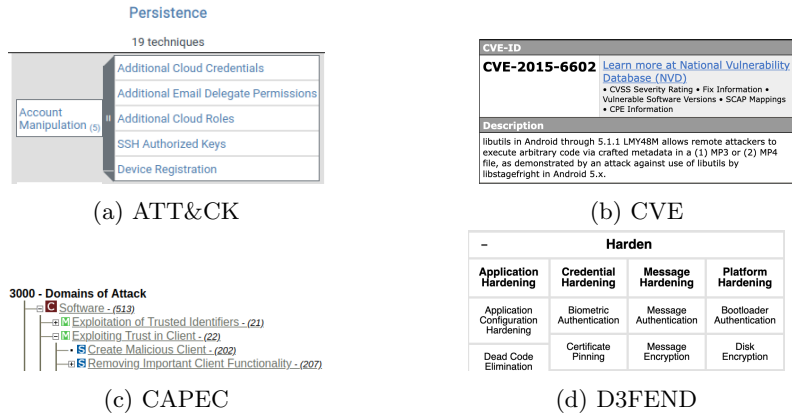 Persistence
19 techniques
Account
Manipulation (5)
Additional Cloud Credentials
Additional Email Delegate Permissions
Additional Cloud Roles
SSH Authorized Keys
Device Registration
(a) ATT&CK
CVE-ID
CVE-2015-6602
Learn more at National Vulnerability
Database (NVD)
• CVSS Severity Rating • Fix Information •
Vulnerable Software Versions • SCAP Mappings
• CPE Information
Description
libutils in Android through 5.1.1 LMY48M allows remote attackers to
execute arbitrary code via crafted metadata in a (1) MP3 or (2) MP4
file, as demonstrated by an attack against use of libutils by
libstagefright in Android 5.x.
(b) CVE
3000 - Domains of Attack
C Software - (513)
M Exploitation of Trusted Identifiers - (21)
M Exploiting Trust in Client - (22)
S Create Malicious Client - (202)
S Removing Important Client Functionality - (207)
(c) CAPEC
– Harden
Application
Hardening
Credential
Hardening
Message
Hardening
Platform
Hardening
Application
Configuration
Hardening
Biometric
Authentication
Message
Authentication
Bootloader
Authentication
Dead Code
Elimination
Certificate
Pinning
Message
Encryption
Disk
Encryption
(d) D3FEND